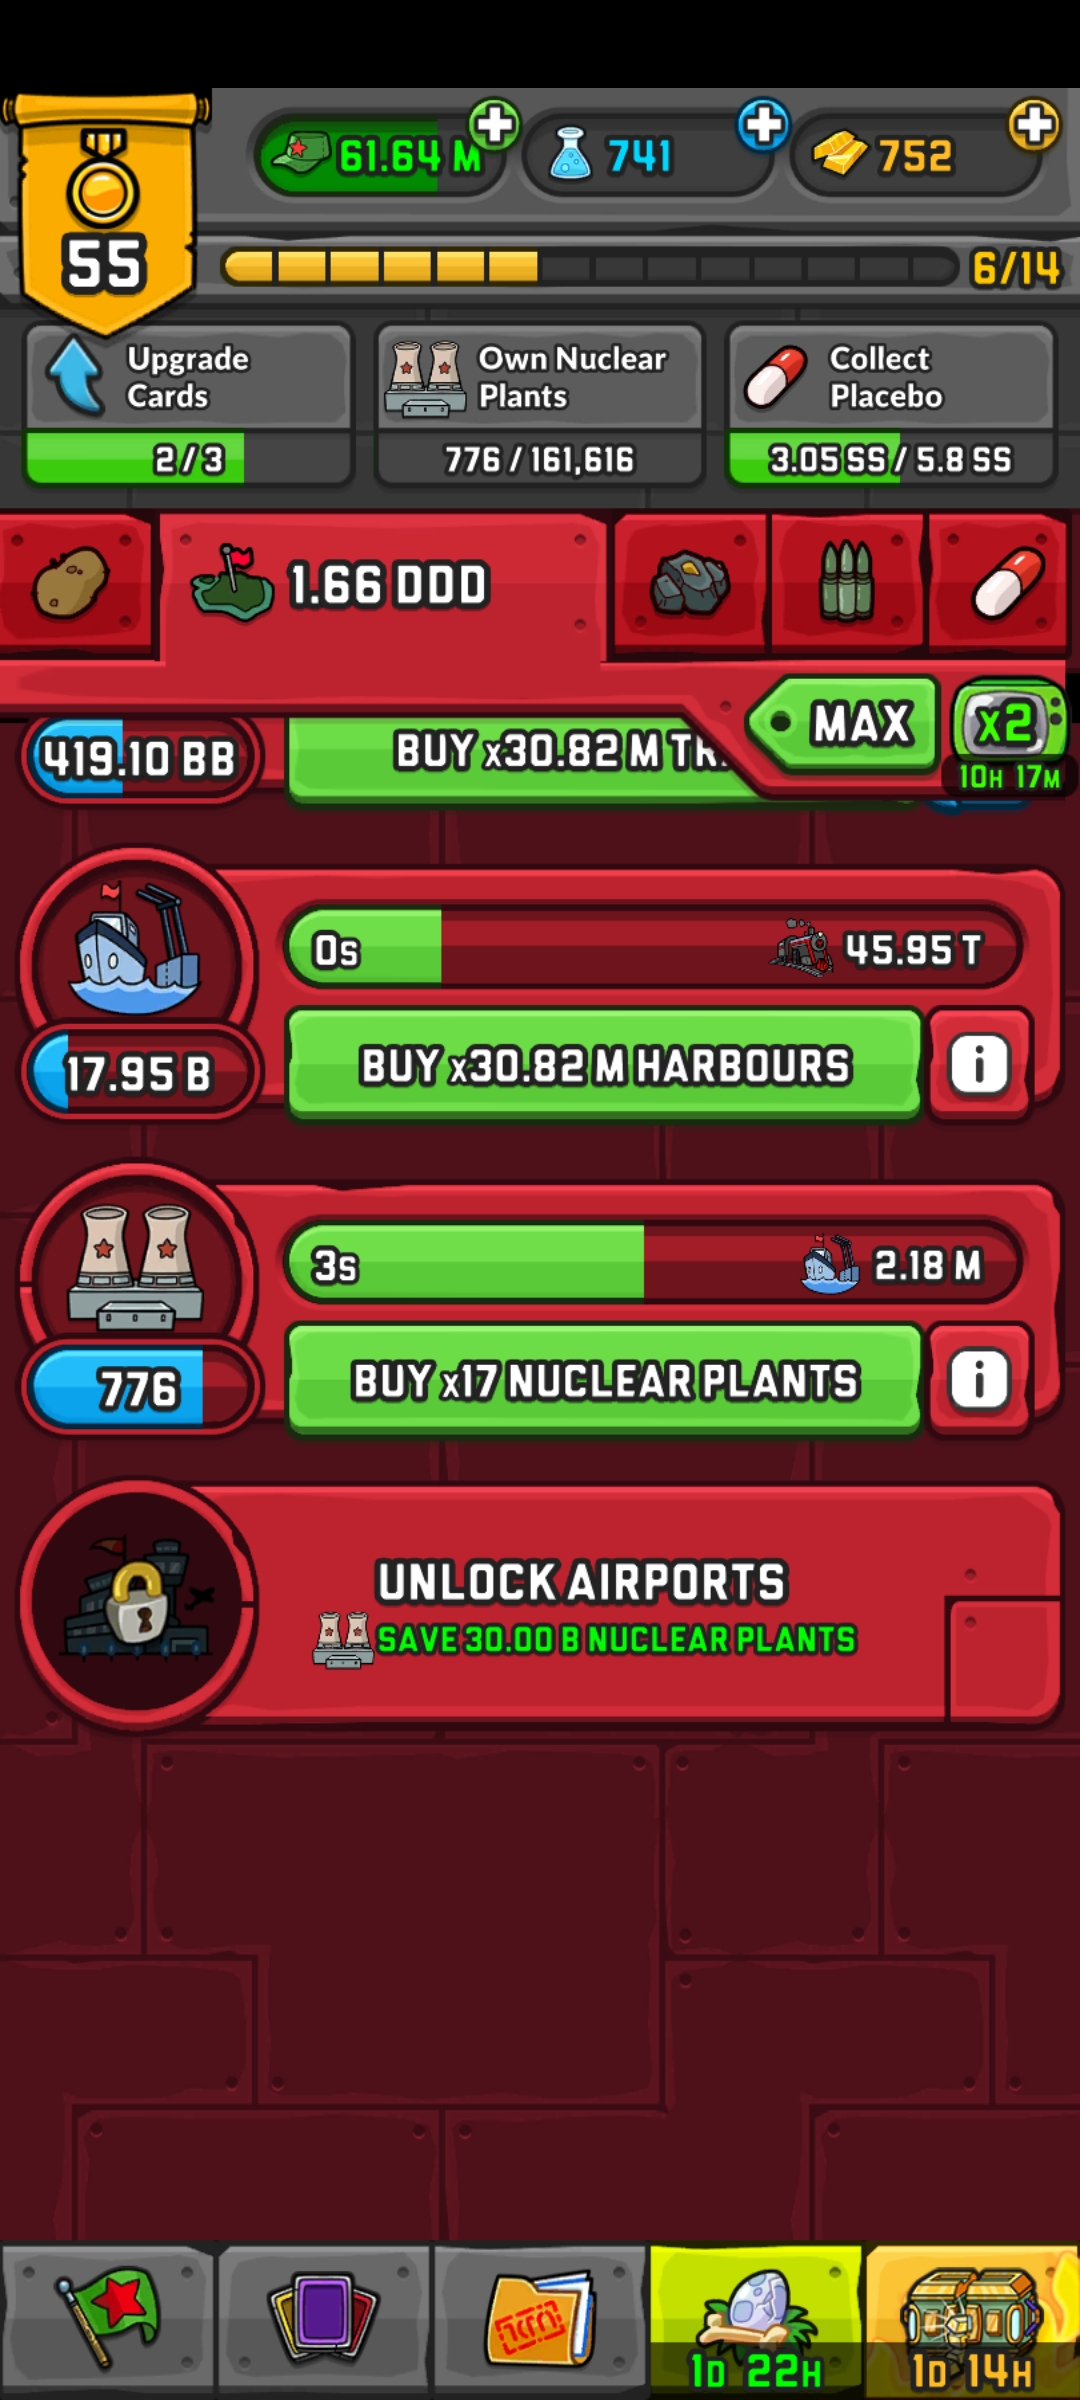 61.64 M
741
752
55
6/14
Upgrade
Cards
2/3
Own Nuclear
Plants
776 / 161,616
Collect
Placebo
3.05 SS / 5.8 SS
1.66 DDD
MAX
x2
10H 17M
419.10 BB
BUY x30.82 M TR
0s
45.95 T
17.95 B
BUY x30.82 M HARBOURS
i
3s
2.18 M
776
BUY x17 NUCLEAR PLANTS
i
UNLOCK AIRPORTS
SAVE 30.00 B NUCLEAR PLANTS
1D 22H
1D 14H